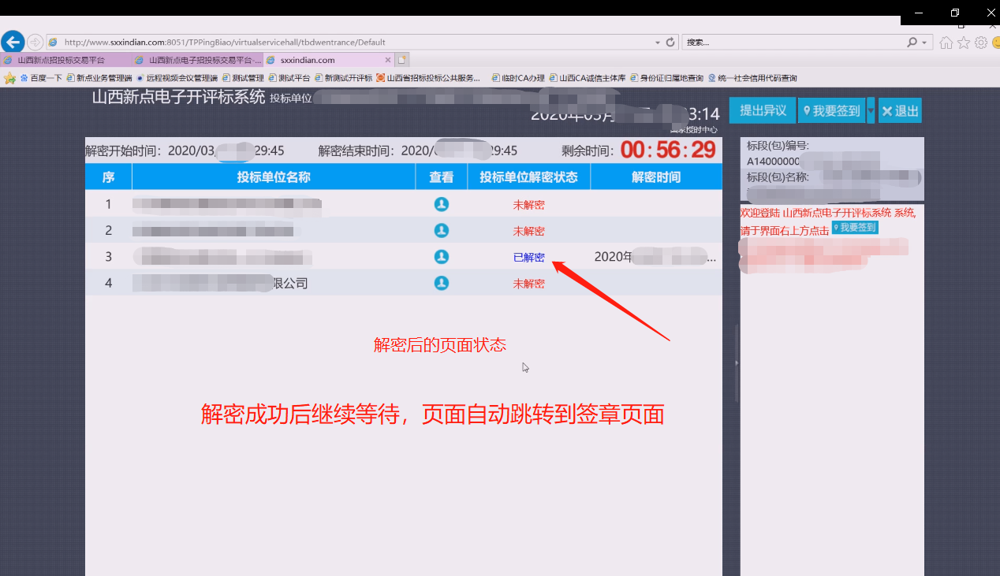 http://www.sxxindian.com:8051/TPPingBiao/virtualservicehall/tbdwentrance/Default
搜索...
山西新点招投标交易平台
山西新点电子招投标交易平台-...
sxxindian.com
百度一下
新点业务管理端
远程视频会议管理端
测试管理
测试平台
新测试开评标
山西省招标投标公共服务...
临时CA办理
山西CA诚信主体库
身份证归属地查询
统一社会信用代码查询
山西新点电子开评标系统 投标单位
2020年03月 3:14
国家授时中心
提出异议
我要签到
退出
解密开始时间：2020/03/ 29:45
解密结束时间：2020/ 29:45
剩余时间：00:56:29
序 投标单位名称 查看 投标单位解密状态 解密时间
1 未解密
2 未解密
3 已解密 2020年 ...
4 限公司 未解密
标段(包)编号:
A14000000
标段(包)名称:
欢迎登陆 山西新点电子开评标系统 系统,
请于界面右上方点击 我要签到
解密后的页面状态
解密成功后继续等待，页面自动跳转到签章页面